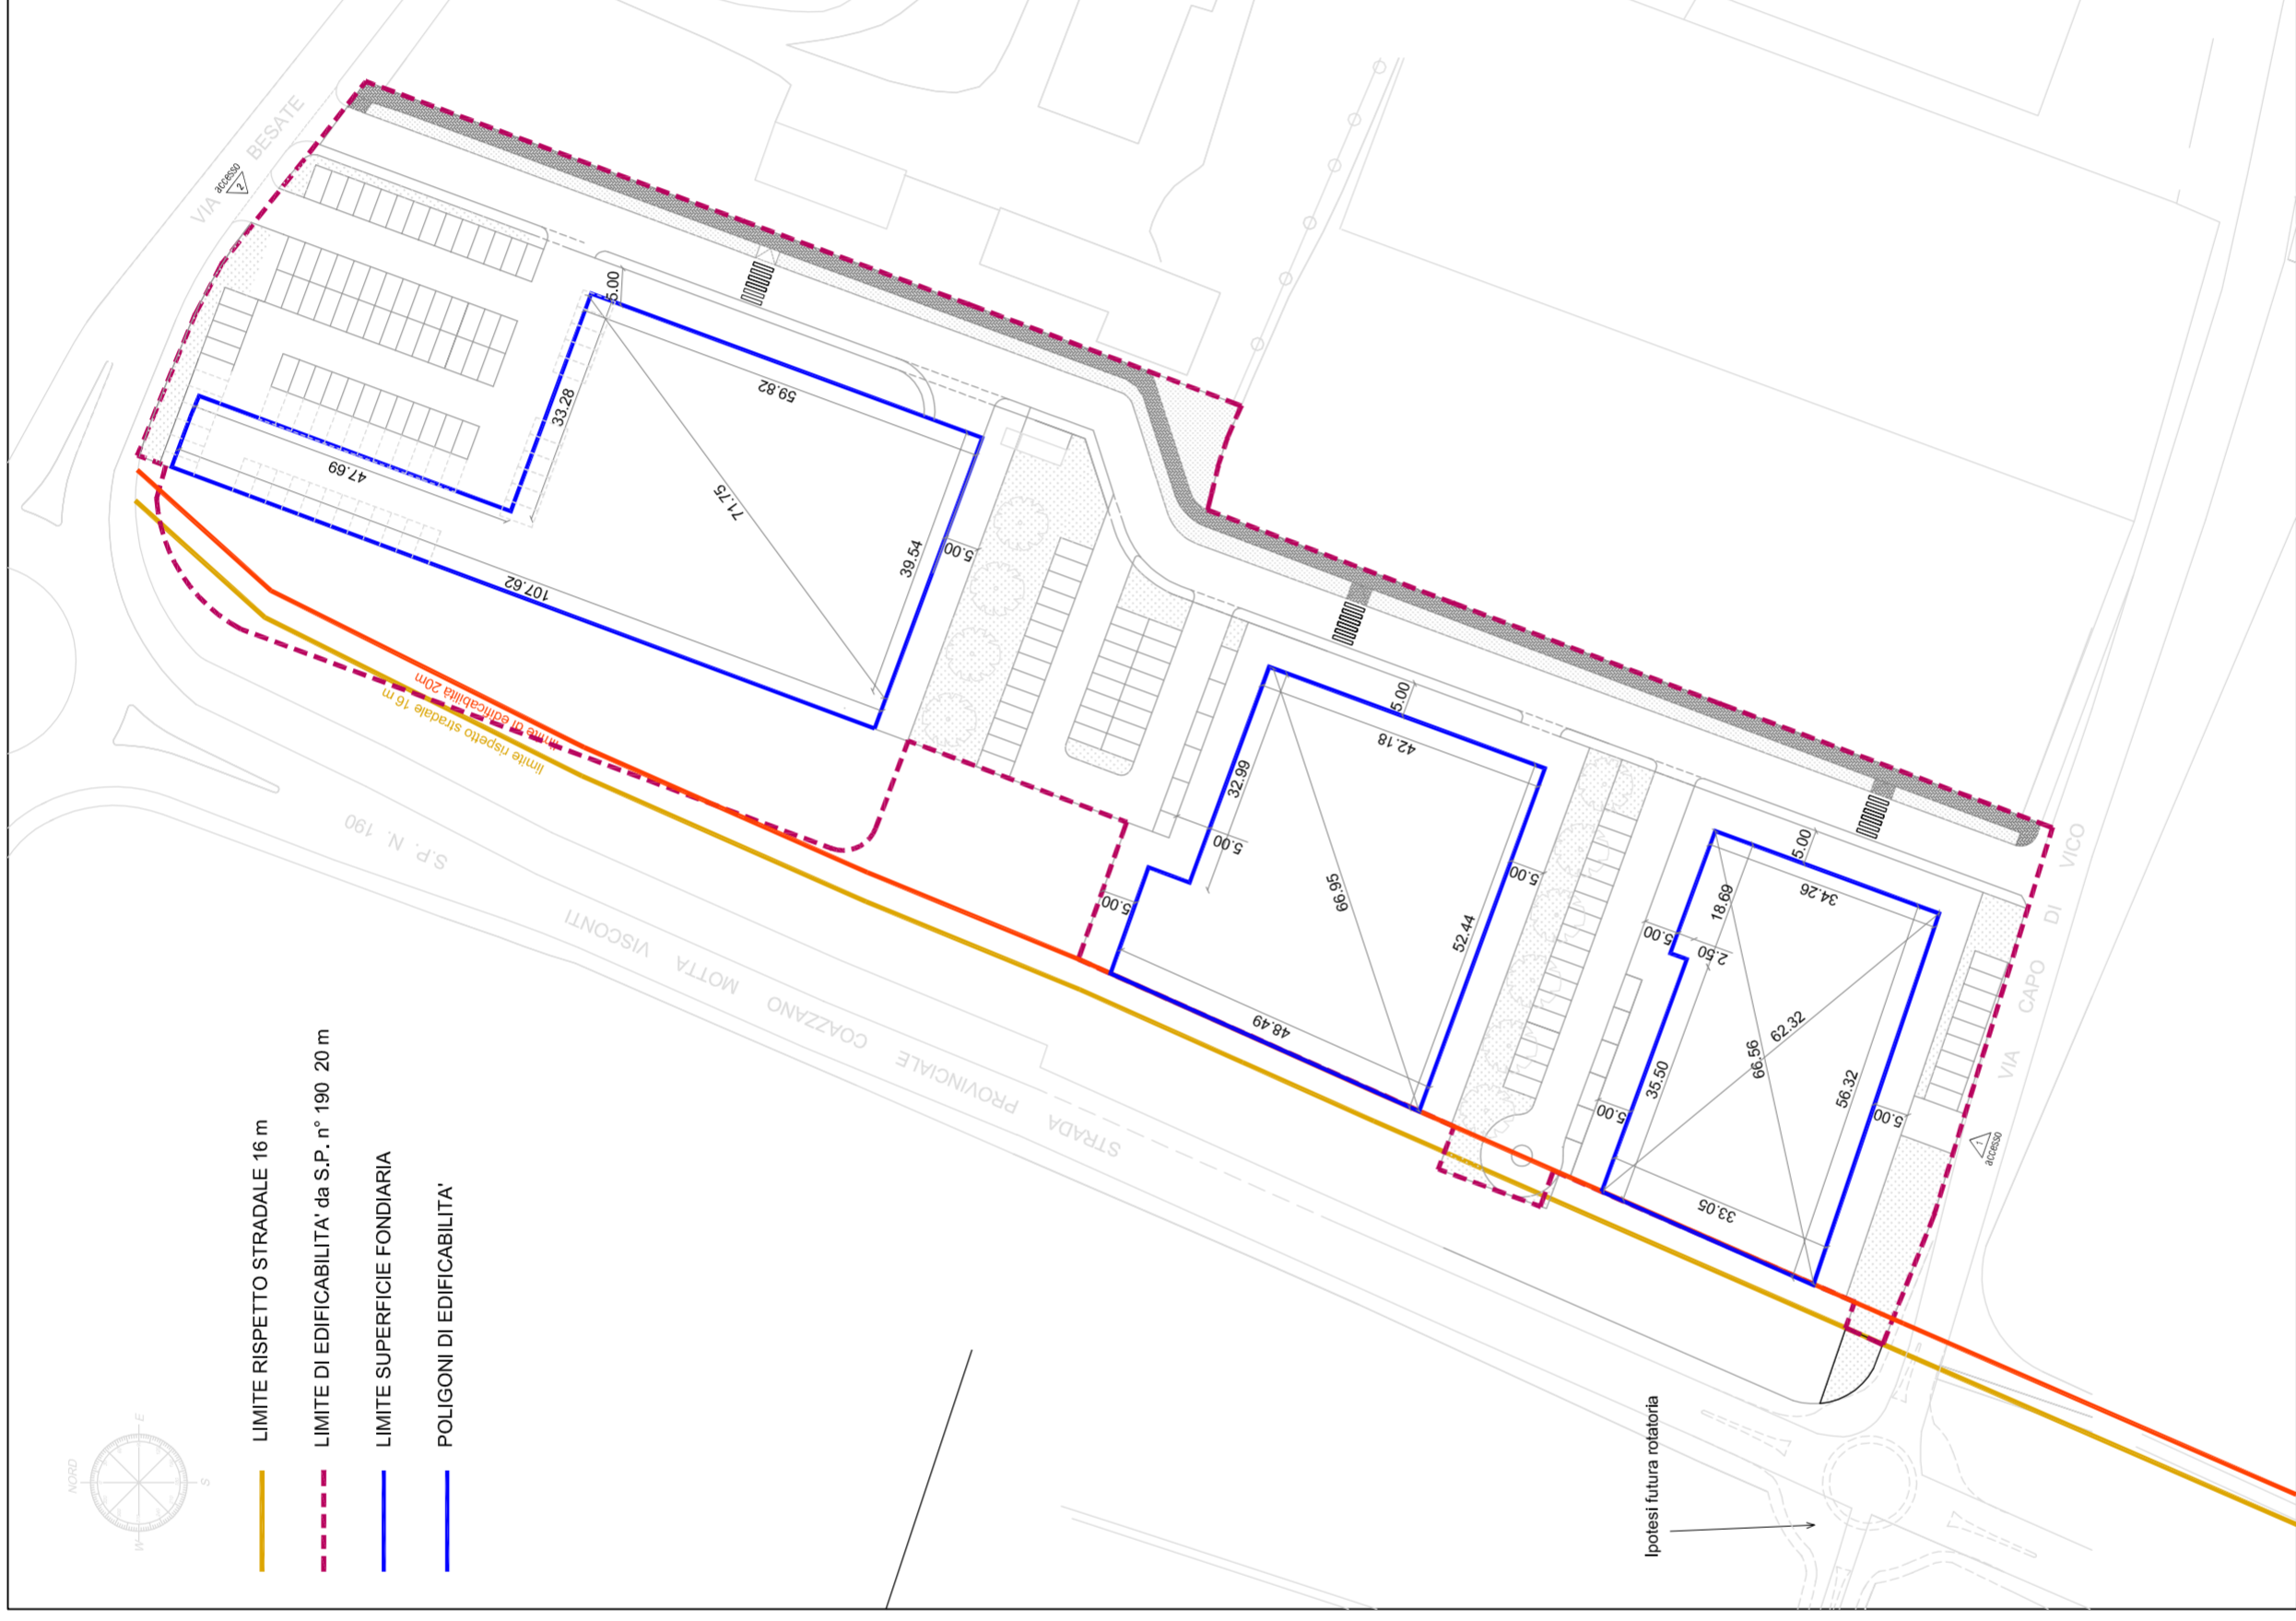 VIA BESATE
accesso
2
5.00
33.28
59.82
47.69
71.75
39.54
5.00
107.62
limite di edificabilità 20m
limite rispetto stradale 16 m
S.P. N. 190
STRADA PROVINCIALE COAZZANO MOTTA VISCONTI
5.00
42.18
32.99
5.00
5.00
66.95
5.00
52.44
48.49
5.00
34.26
18.69
5.00
2.50
62.32
66.56
35.50
5.00
56.32
5.00
33.05
VIA CAPO DI VICO
1
accesso
LIMITE RISPETTO STRADALE 16 m
LIMITE DI EDIFICABILITA' da S.P. n° 190 20 m
LIMITE SUPERFICIE FONDIARIA
POLIGONI DI EDIFICABILITA'
NORD
E
S
W
Ipotesi futura rotatoria